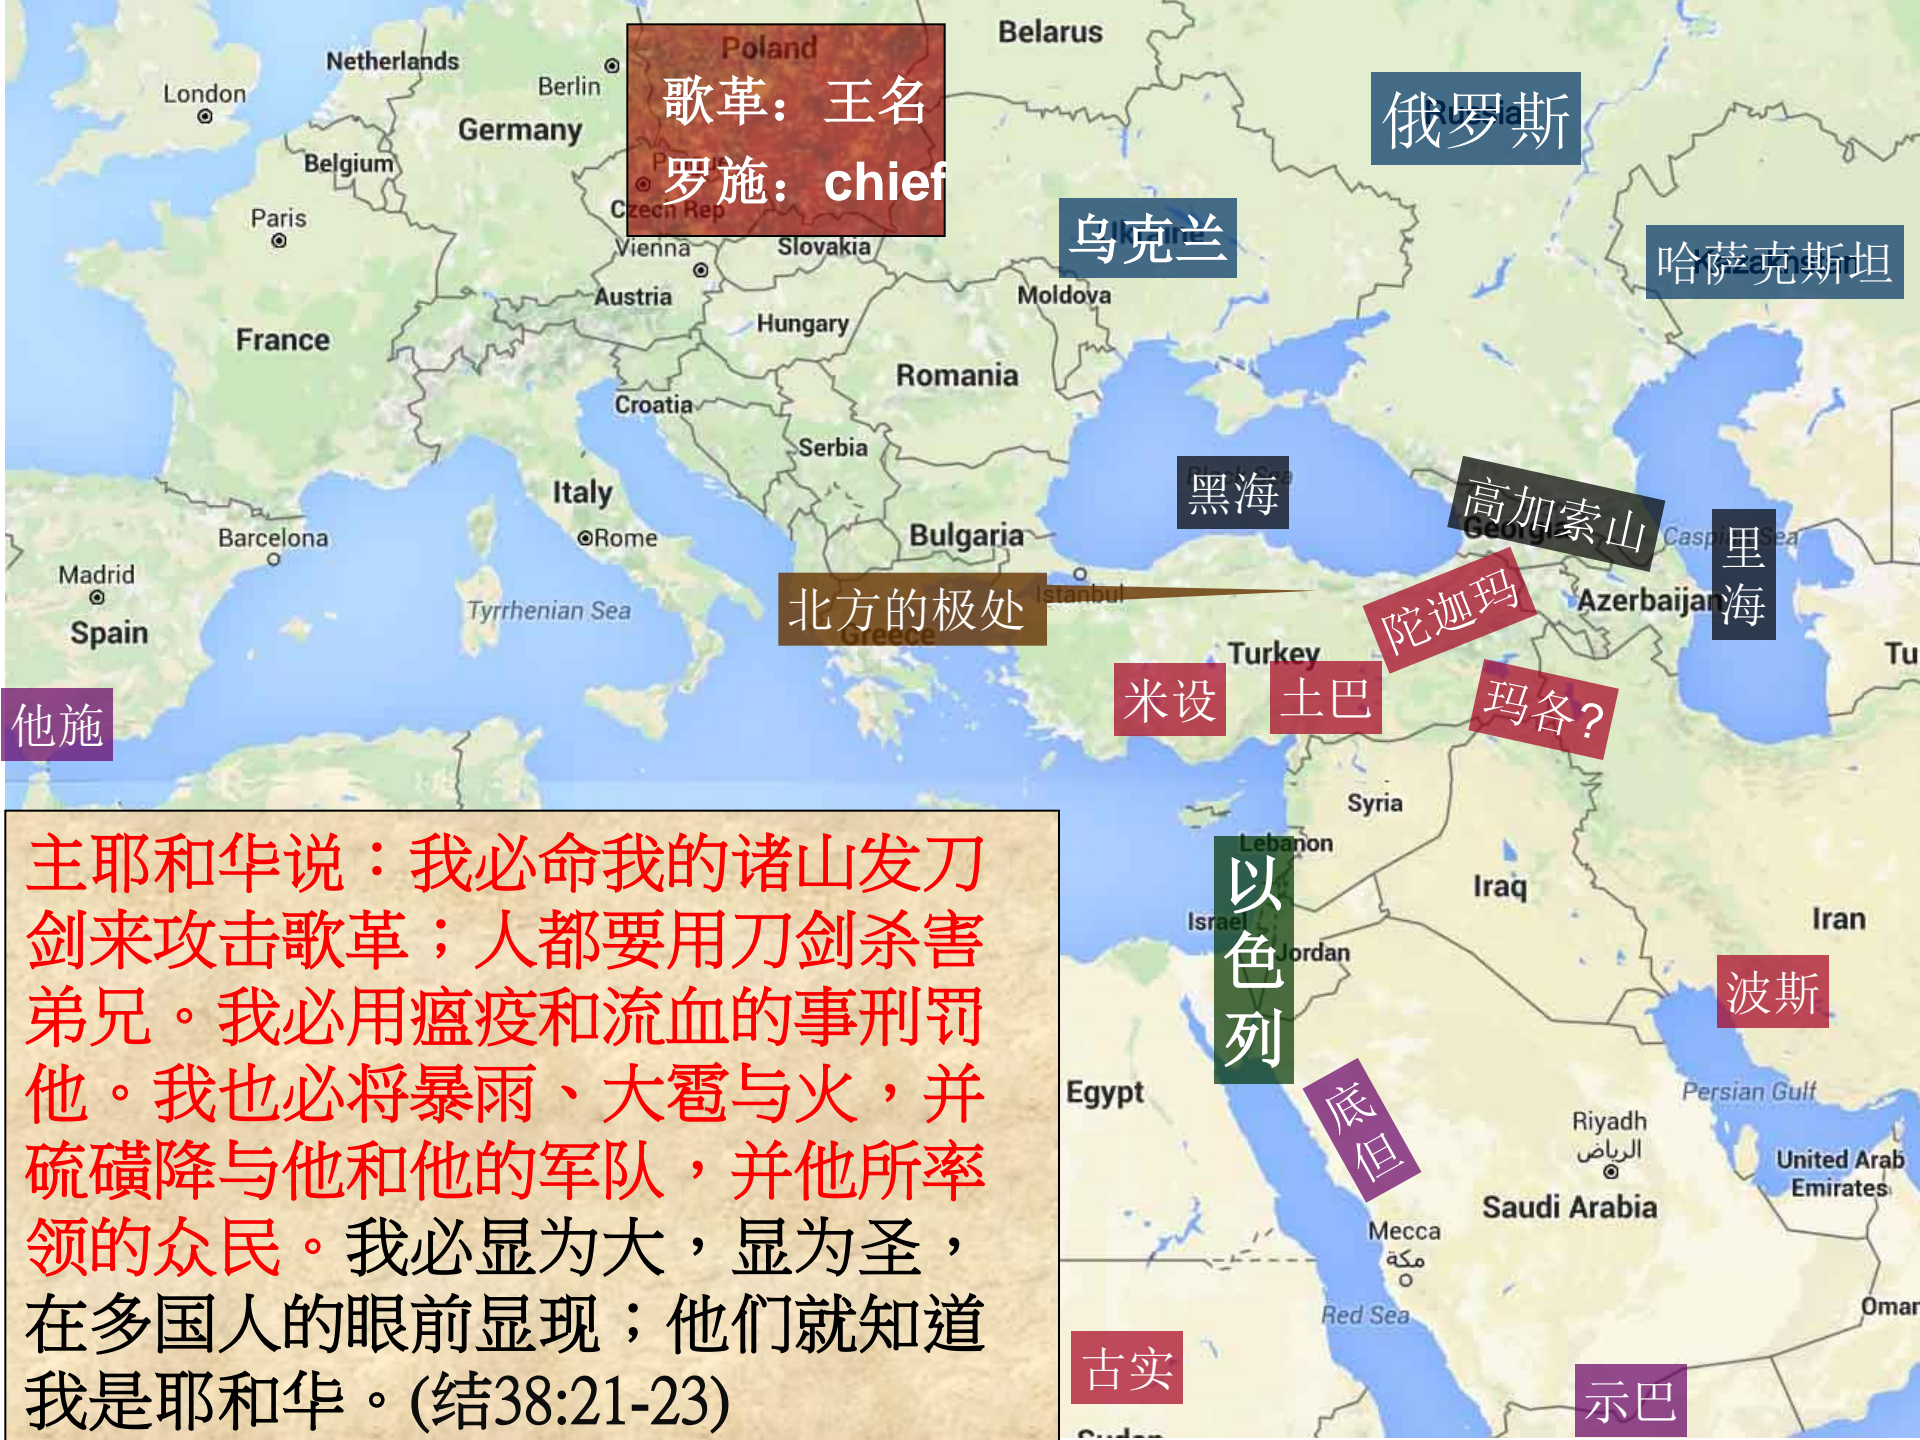 Belarus
Netherlands
Poland
London
Berlin
歌革：王名
俄罗斯
Russia
Germany
Belgium
罗施：chief
Czech Rep
Paris
Vienna
Slovakia
乌克兰
Ukraine
哈萨克斯坦
Austria
Moldova
France
Hungary
Romania
Croatia
Serbia
Black Sea
黑海
高加索山
Georgia
Italy
Barcelona
Rome
Bulgaria
Caspian Sea
里海
Madrid
Spain
Tyrrhenian Sea
北方的极处
Istanbul
Greece
陀迦玛
Azerbaijan
Turkey
Tu
他施
米设
土巴
玛各?
Syria
Lebanon
以色列
Israel
Iraq
Iran
Jordan
波斯
主耶和华说：我必命我的诸山发刀
剑来攻击歌革；人都要用刀剑杀害
弟兄。我必用瘟疫和流血的事刑罚
他。我也必将暴雨、大雹与火，并
硫磺降与他和他的军队，并他所率
领的众民。我必显为大，显为圣，
在多国人的眼前显现；他们就知道
我是耶和华。(结38:21-23)
Egypt
底但
Persian Gulf
Riyadh
الرياض
United Arab
Emirates
Saudi Arabia
Mecca
مكة
Red Sea
Oman
古实
示巴
Sudan